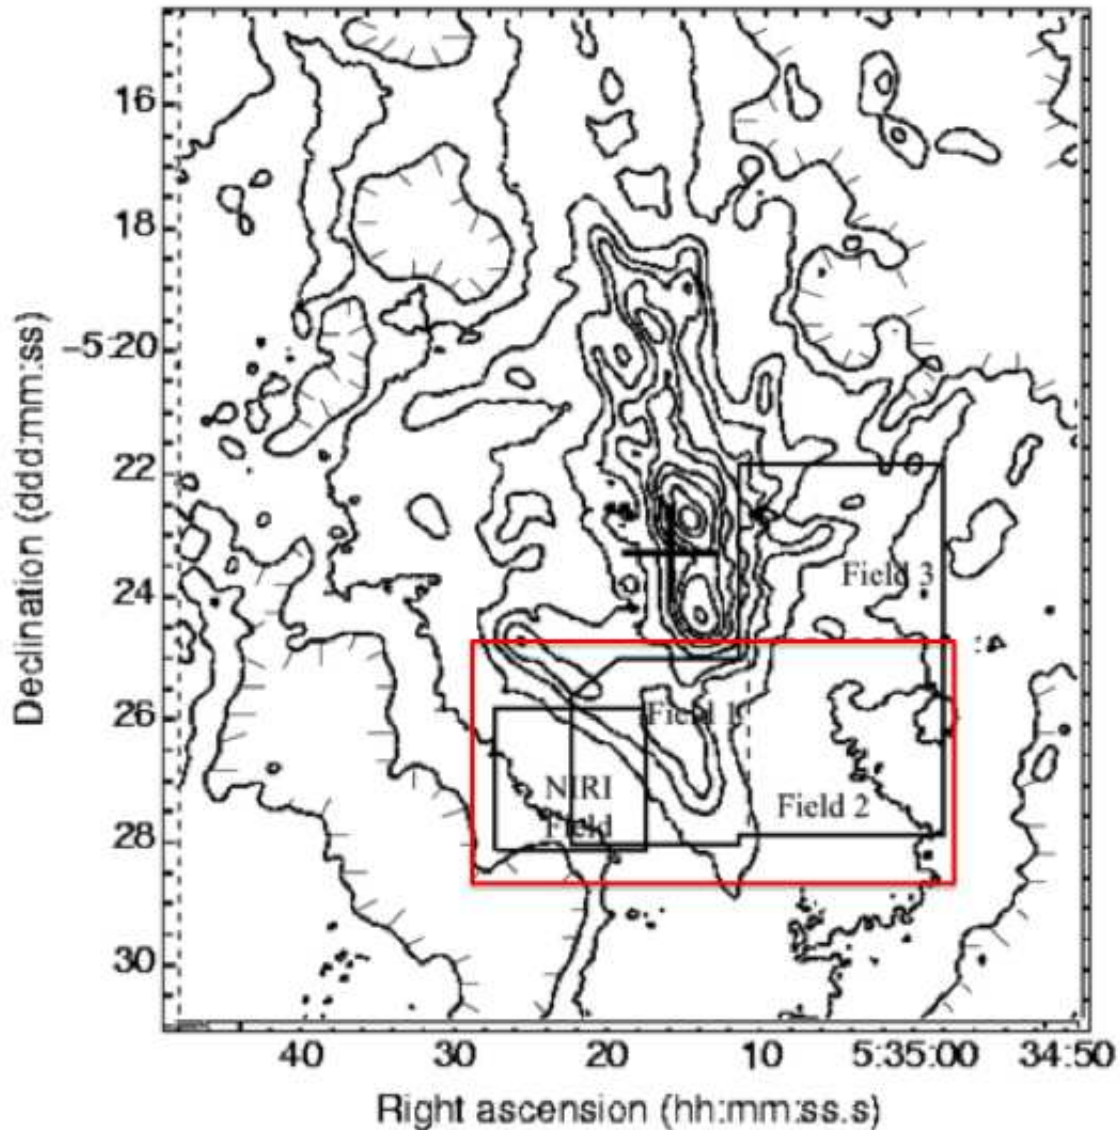 16
18
-5:20
22
24
26
28
30
Declination (ddd:mm:ss)
Field 3
Field 1
NIRI
Field
Field 2
40 30 20 10 5:35:00 34:50
Right ascension (hh:mm:ss.s)